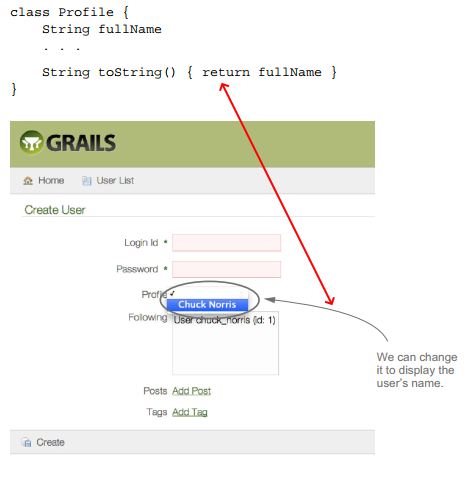 class Profile {
String fullName
. . .
String toString() { return fullName }
}
GRAILS
Home User List
Create User
Login Id *
Password *
Profile ✓
Chuck Norris
Following User chuck_norris (id: 1)
We can change
it to display the
user's name.
Posts Add Post
Tags Add Tag
Create